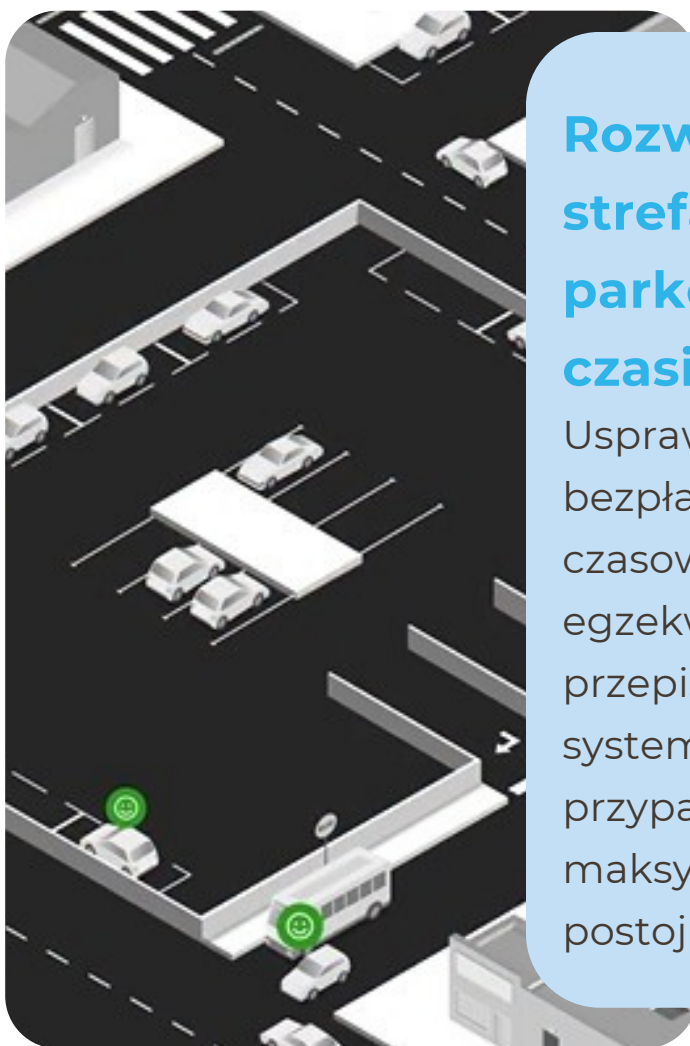 Rozw
stref
park
czasi
Uspraw
bezpła
czasow
egzekw
przepi
system
przypa
maksy
postoj